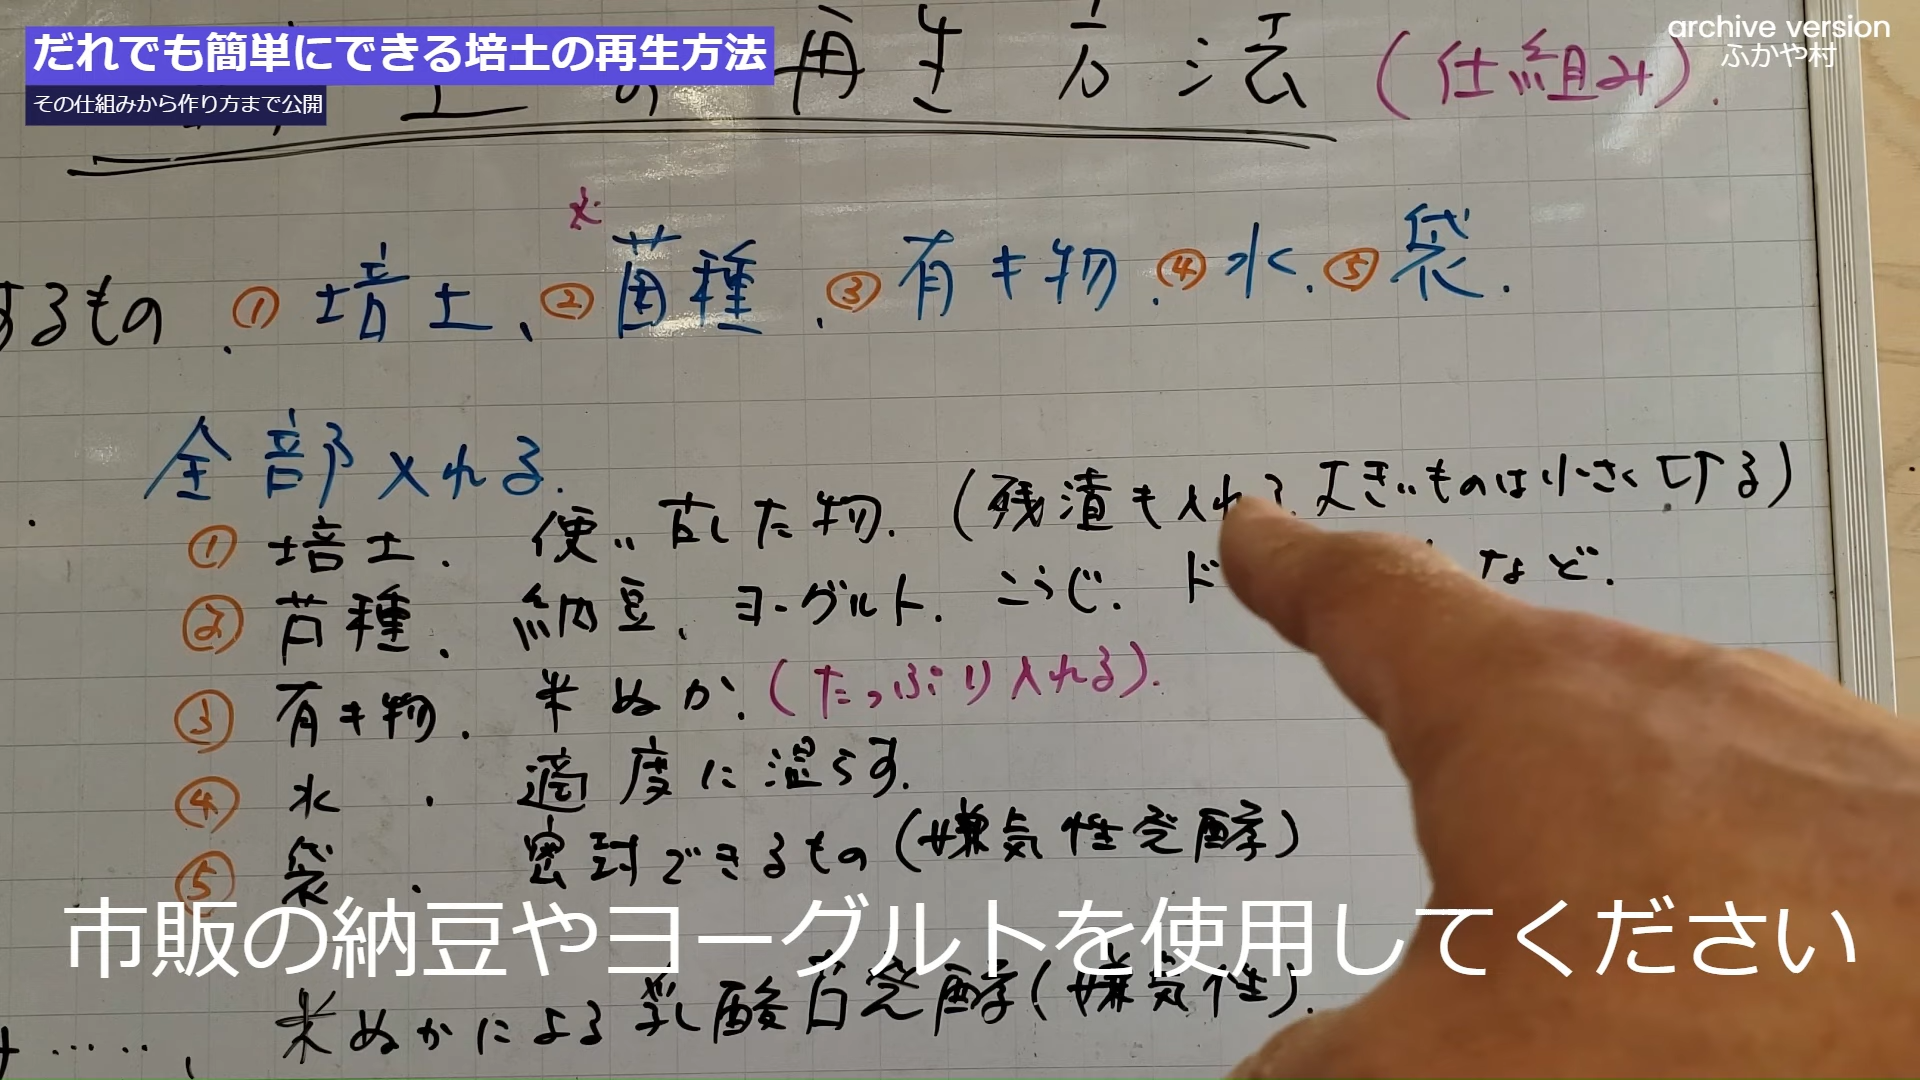 だれでも簡単にできる培土の再生方法
その仕組みから作り方まで公開
archive version
ふかや村
土の再生方法 (仕組み).
するもの. ①培土、②菌種、③有キ物. ④水. ⑤袋.
全部入れる.
①培土. 使い古した物. (残渣も入れる. 大きいものは小さくする)
②菌種. 納豆、ヨーグルト. こうじ. ド など.
③有キ物. 米ぬか. (たっぷり入れる).
④水. 適度に湿らす.
⑤袋. 密封できるもの (嫌気性発酵)
市販の納豆やヨーグルトを使用してください
米ぬかによる乳酸菌発酵 (嫌気性).